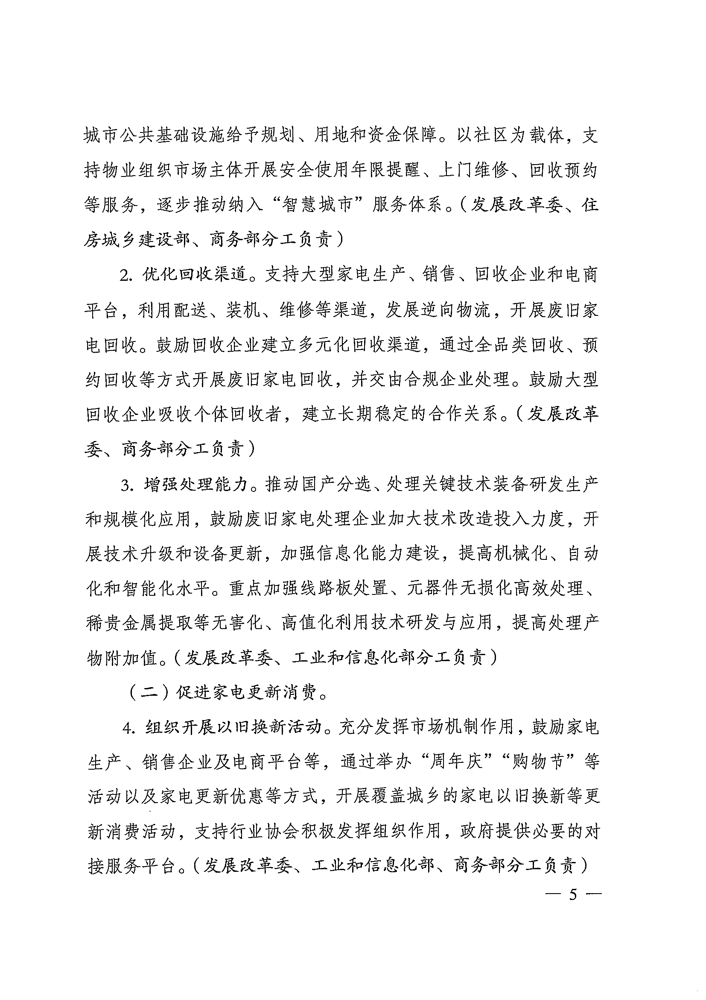 城市公共基础设施给予规划、用地和资金保障。以社区为载体，支
持物业组织市场主体开展安全使用年限提醒、上门维修、回收预约
等服务，逐步推动纳入“智慧城市”服务体系。（发展改革委、住
房城乡建设部、商务部分工负责）
2. 优化回收渠道。支持大型家电生产、销售、回收企业和电商
平台，利用配送、装机、维修等渠道，发展逆向物流，开展废旧家
电回收。鼓励回收企业建立多元化回收渠道，通过全品类回收、预
约回收等方式开展废旧家电回收，并交由合规企业处理。鼓励大型
回收企业吸收个体回收者，建立长期稳定的合作关系。（发展改革
委、商务部分工负责）
3. 增强处理能力。推动国产分选、处理关键技术装备研发生产
和规模化应用，鼓励废旧家电处理企业加大技术改造投入力度，开
展技术升级和设备更新，加强信息化能力建设，提高机械化、自动
化和智能化水平。重点加强线路板处置、元器件无损化高效处理、
稀贵金属提取等无害化、高值化利用技术研发与应用，提高处理产
物附加值。（发展改革委、工业和信息化部分工负责）
（二）促进家电更新消费。
4. 组织开展以旧换新活动。充分发挥市场机制作用，鼓励家电
生产、销售企业及电商平台等，通过举办“周年庆”“购物节”等
活动以及家电更新优惠等方式，开展覆盖城乡的家电以旧换新等更
新消费活动，支持行业协会积极发挥组织作用，政府提供必要的对
接服务平台。（发展改革委、工业和信息化部、商务部分工负责）
— 5 —